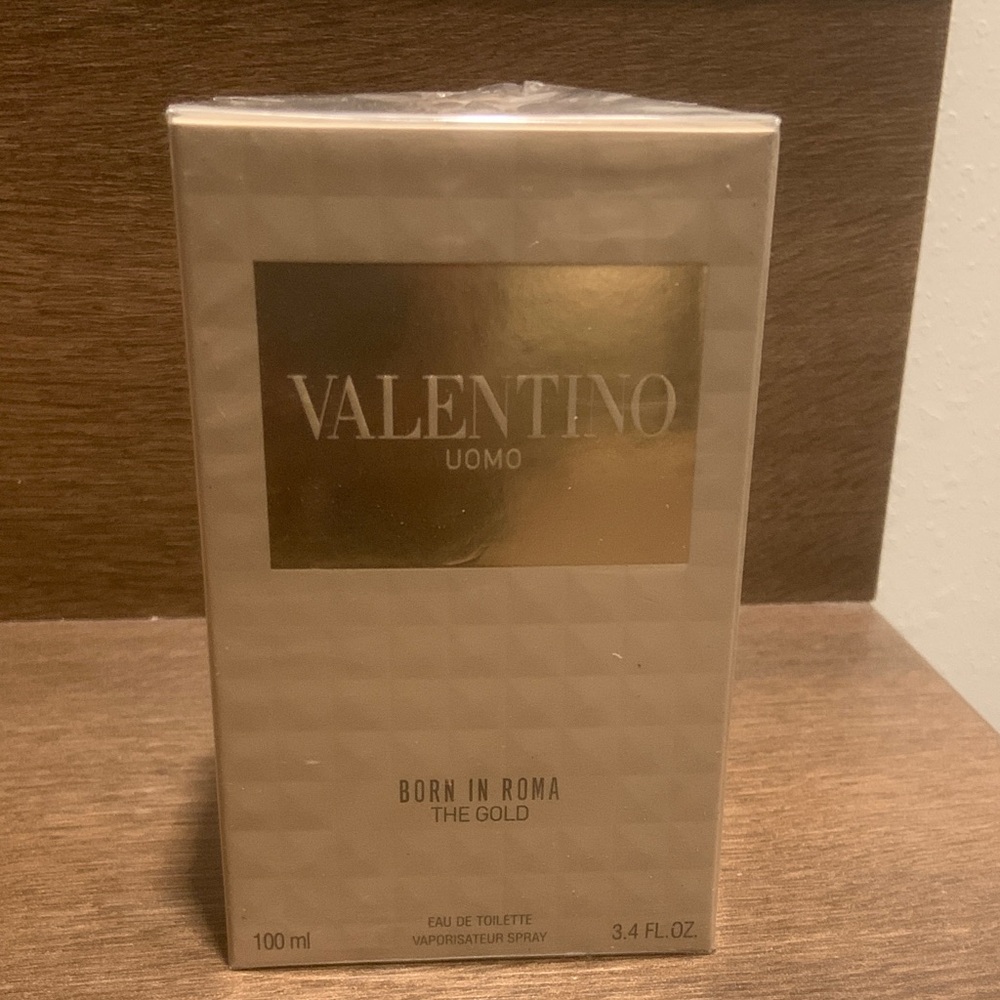 VALENTINO
UOMO
BORN IN ROMA
THE GOLD
EAU DE TOILETTE
VAPORISATEUR SPRAY
100 ml
3.4 FL.OZ.